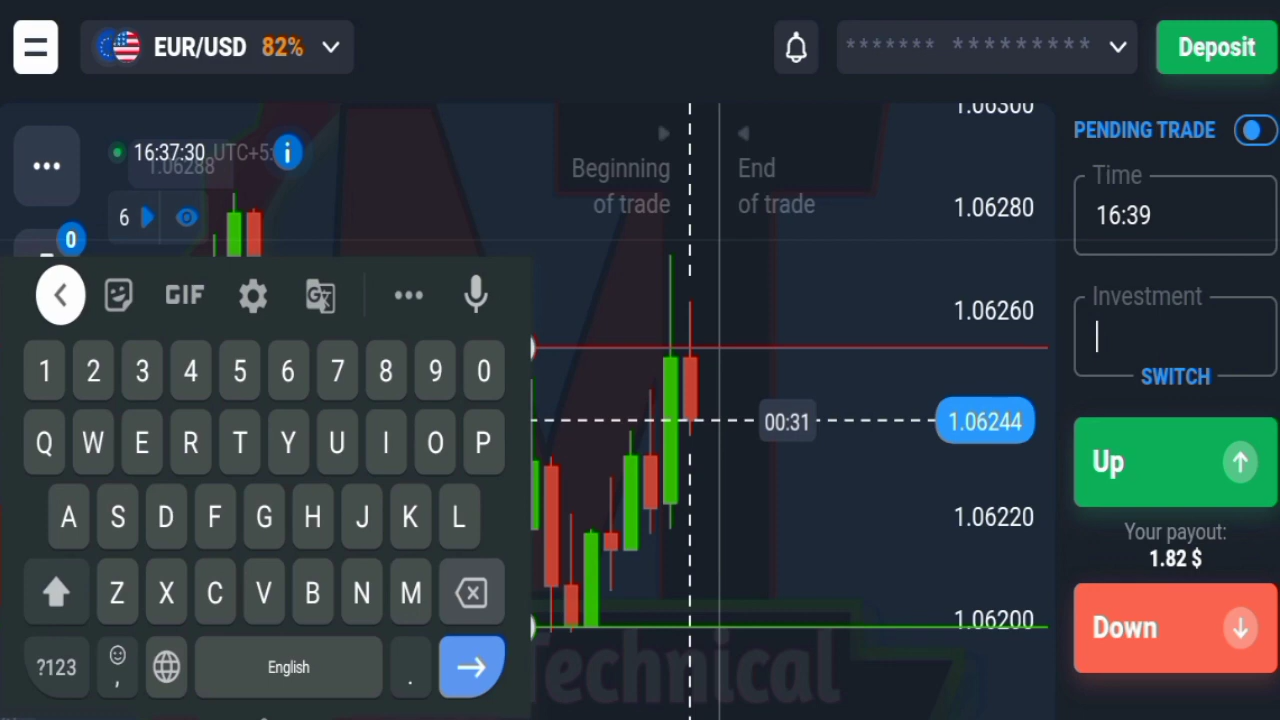 EUR/USD 82%
******* *********
Deposit
16:37:30 UTC+5:
i
1.06288
6
0
Beginning
of trade
End
of trade
1.06300
1.06280
1.06260
1.06244
00:31
1.06220
1.06200
PENDING TRADE
Time
16:39
Investment
SWITCH
Up
Your payout:
1.82 $
Down
GIF
G
1 2 3 4 5 6 7 8 9 0
Q W E R T Y U I O P
A S D F G H J K L
Z X C V B N M
?123 , English .
Technical